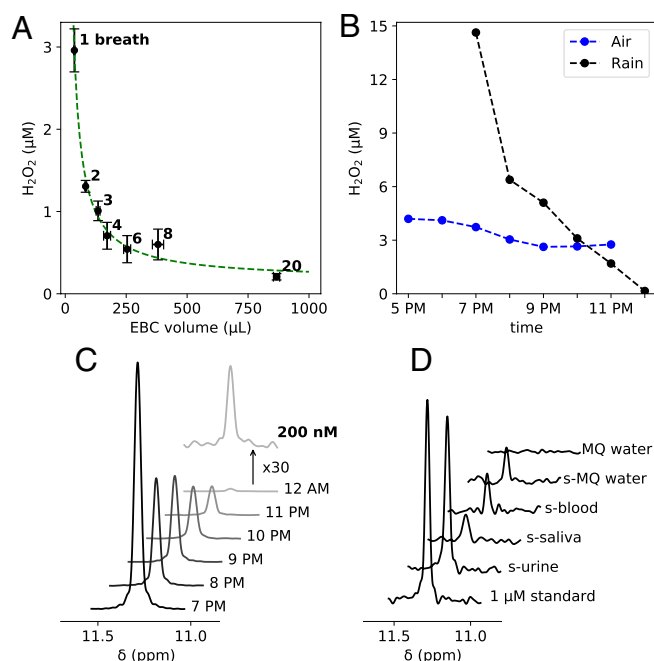 A
H₂O₂ (μM)
3
2
1
0
1 breath
2
3
4
6
8
20
0
250
500
750
1000
EBC volume (μL)
B
H₂O₂ (μM)
15
12
9
6
3
0
Air
Rain
5 PM
7 PM
9 PM
11 PM
time
C
200 nM
x30
12 AM
11 PM
10 PM
9 PM
8 PM
7 PM
11.5
11.0
δ (ppm)
D
MQ water
s-MQ water
s-blood
s-saliva
s-urine
1 μM standard
11.5
11.0
δ (ppm)